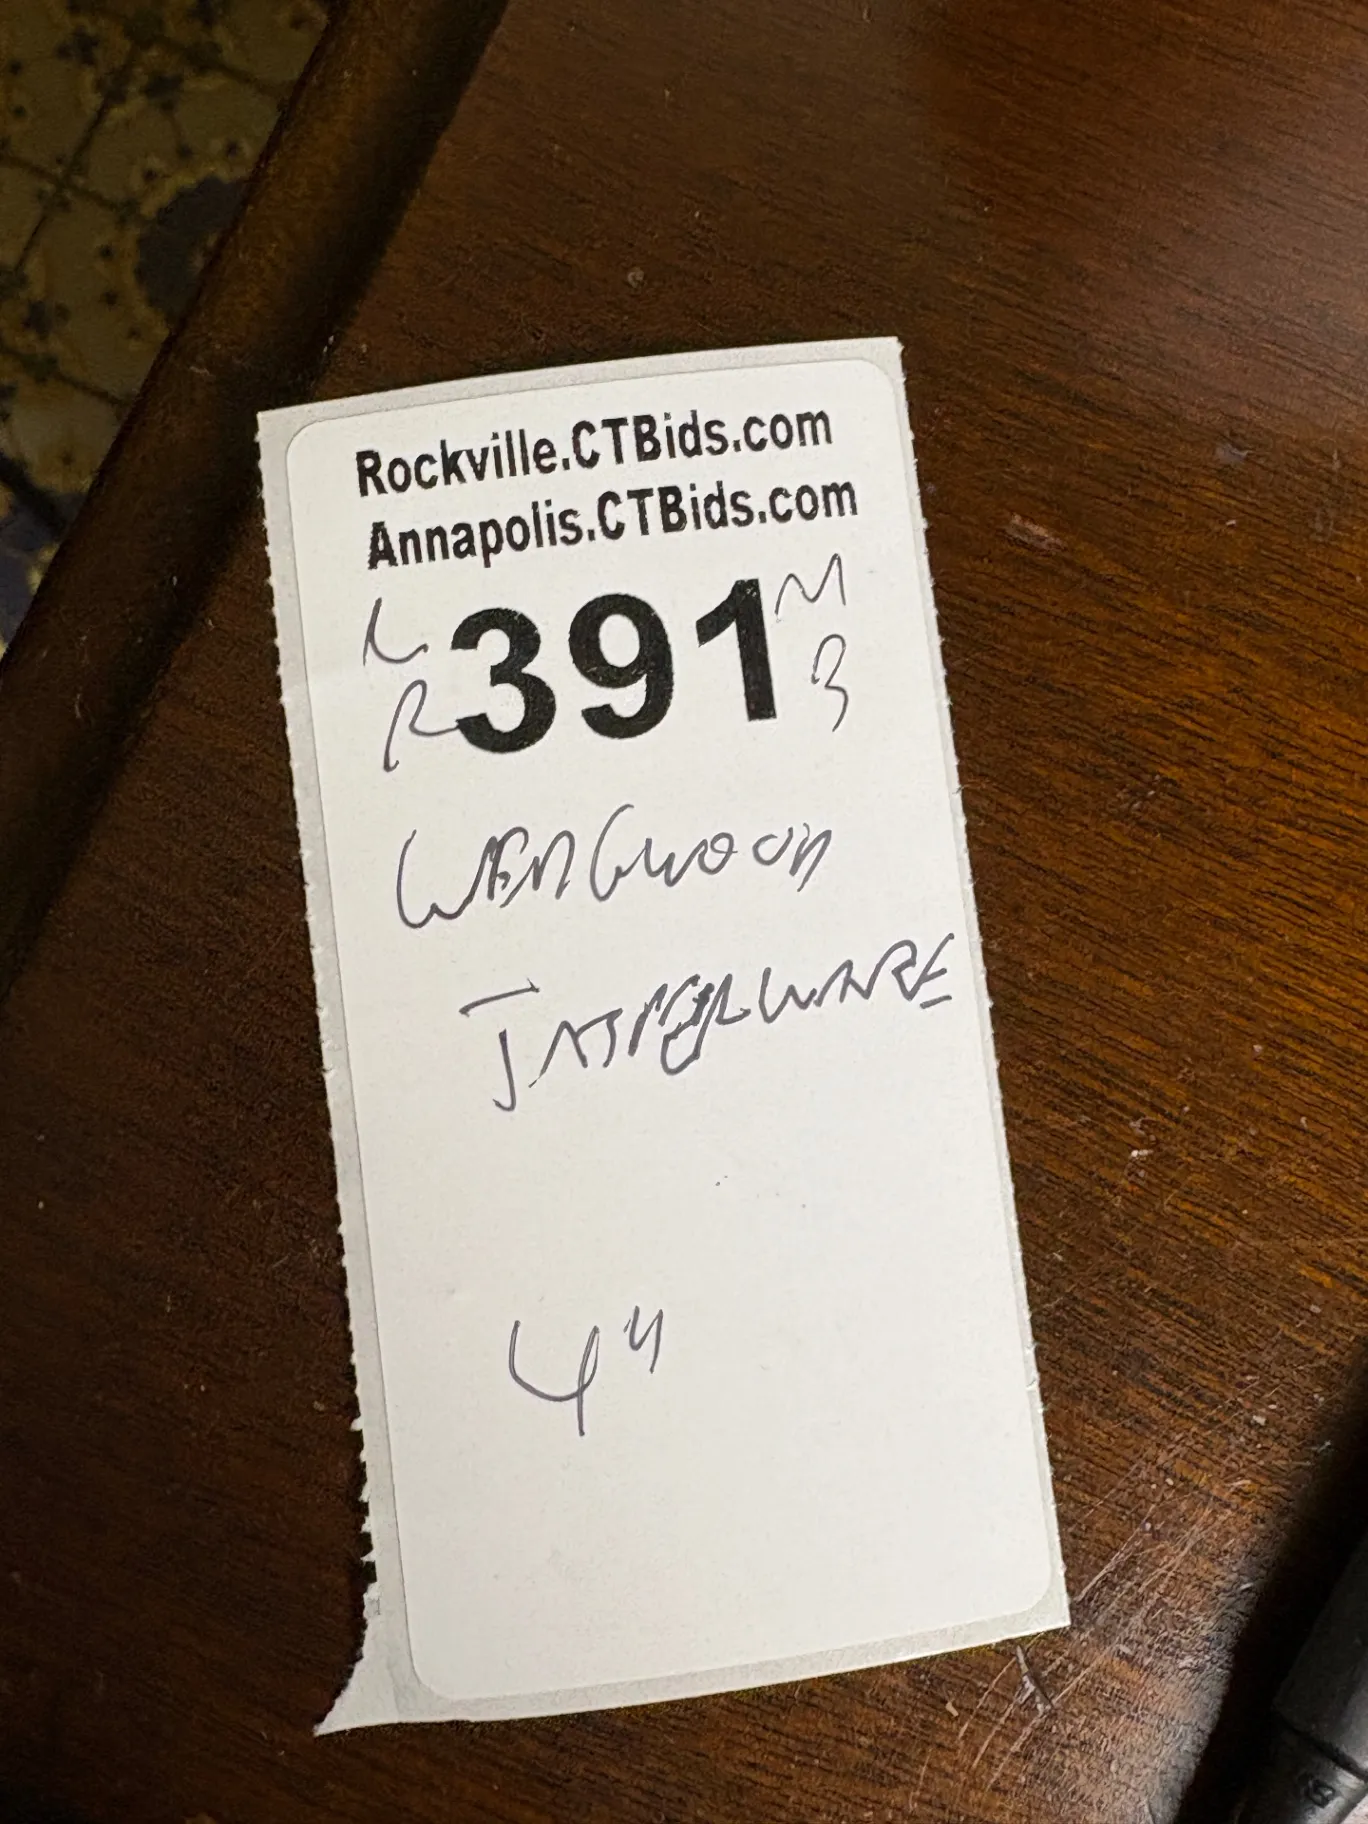 Rockville.CTBids.com
Annapolis.CTBids.com
L 391 M
R B
WEDGWOOD
JASPERWARE
4"